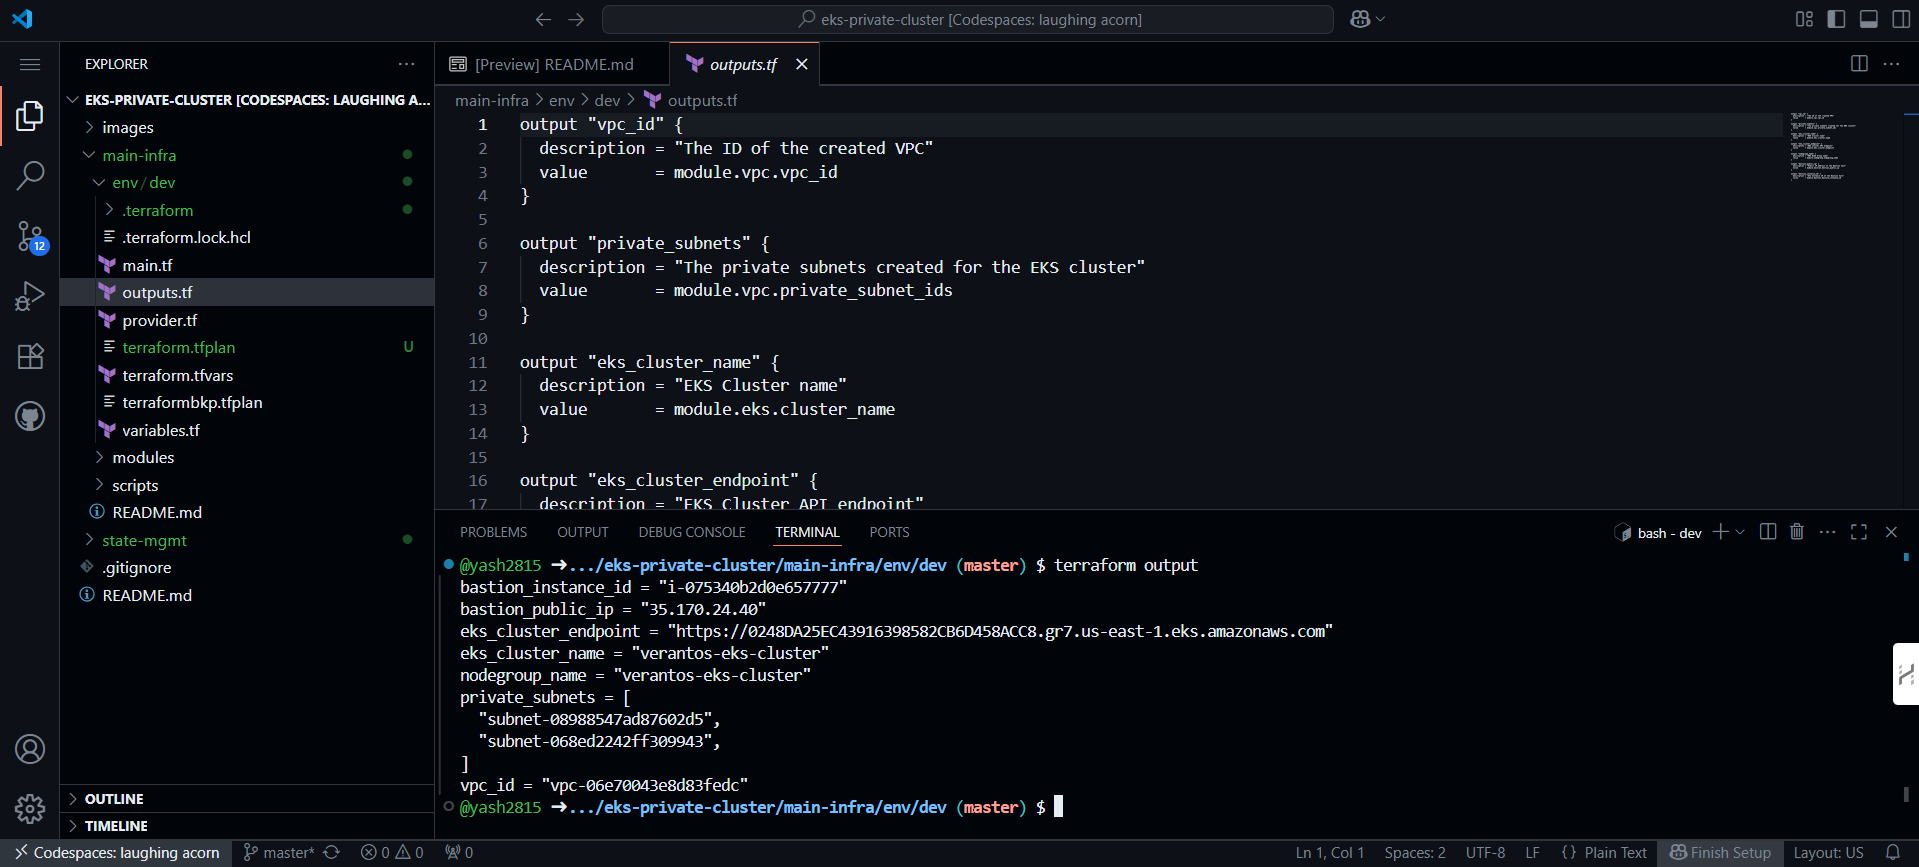 eks-private-cluster [Codespaces: laughing acorn]
EXPLORER
EKS-PRIVATE-CLUSTER [CODESPACES: LAUGHING A...
images
main-infra
env/dev
.terraform
.terraform.lock.hcl
main.tf
outputs.tf
provider.tf
terraform.tfplan U
terraform.tfvars
terraformbkp.tfplan
variables.tf
modules
scripts
README.md
state-mgmt
.gitignore
README.md
OUTLINE
TIMELINE
12
[Preview] README.md
outputs.tf
main-infra > env > dev > outputs.tf
1 output "vpc_id" {
2 description = "The ID of the created VPC"
3 value = module.vpc.vpc_id
4 }
5
6 output "private_subnets" {
7 description = "The private subnets created for the EKS cluster"
8 value = module.vpc.private_subnet_ids
9 }
10
11 output "eks_cluster_name" {
12 description = "EKS Cluster name"
13 value = module.eks.cluster_name
14 }
15
16 output "eks_cluster_endpoint" {
17 description = "EKS Cluster API endpoint"
PROBLEMS OUTPUT DEBUG CONSOLE TERMINAL PORTS
bash - dev
@yash2815 ➜.../eks-private-cluster/main-infra/env/dev (master) $ terraform output
bastion_instance_id = "i-075340b2d0e657777"
bastion_public_ip = "35.170.24.40"
eks_cluster_endpoint = "https://0248DA25EC43916398582CB6D458ACC8.gr7.us-east-1.eks.amazonaws.com"
eks_cluster_name = "verantos-eks-cluster"
nodegroup_name = "verantos-eks-cluster"
private_subnets = [
"subnet-08988547ad87602d5",
"subnet-068ed2242ff309943",
]
vpc_id = "vpc-06e70043e8d83fedc"
@yash2815 ➜.../eks-private-cluster/main-infra/env/dev (master) $
Codespaces: laughing acorn master* 0 0 0 Ln 1, Col 1 Spaces: 2 UTF-8 LF {} Plain Text Finish Setup Layout: US